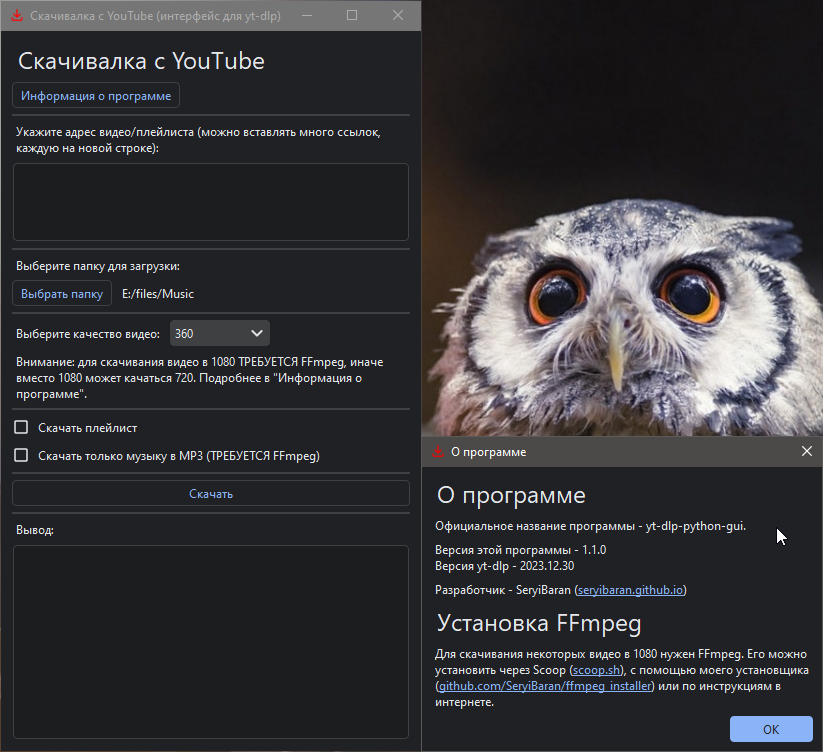 Скачивалка с YouTube (интерфейс для yt-dlp)
Скачивалка с YouTube
Информация о программе
Укажите адрес видео/плейлиста (можно вставлять много ссылок,
каждую на новой строке):
Выберите папку для загрузки:
Выбрать папку E:/files/Music
Выберите качество видео: 360
Внимание: для скачивания видео в 1080 ТРЕБУЕТСЯ FFmpeg, иначе
вместо 1080 может качаться 720. Подробнее в "Информация о
программе".
Скачать плейлист
Скачать только музыку в MP3 (ТРЕБУЕТСЯ FFmpeg)
Скачать
Вывод:
О программе
О программе
Официальное название программы - yt-dlp-python-gui.
Версия этой программы - 1.1.0
Версия yt-dlp - 2023.12.30
Разработчик - SeryiBaran (seryibaran.github.io)
Установка FFmpeg
Для скачивания некоторых видео в 1080 нужен FFmpeg. Его можно
установить через Scoop (scoop.sh), с помощью моего установщика
(github.com/SeryiBaran/ffmpeg_installer) или по инструкциям в
интернете.
OK